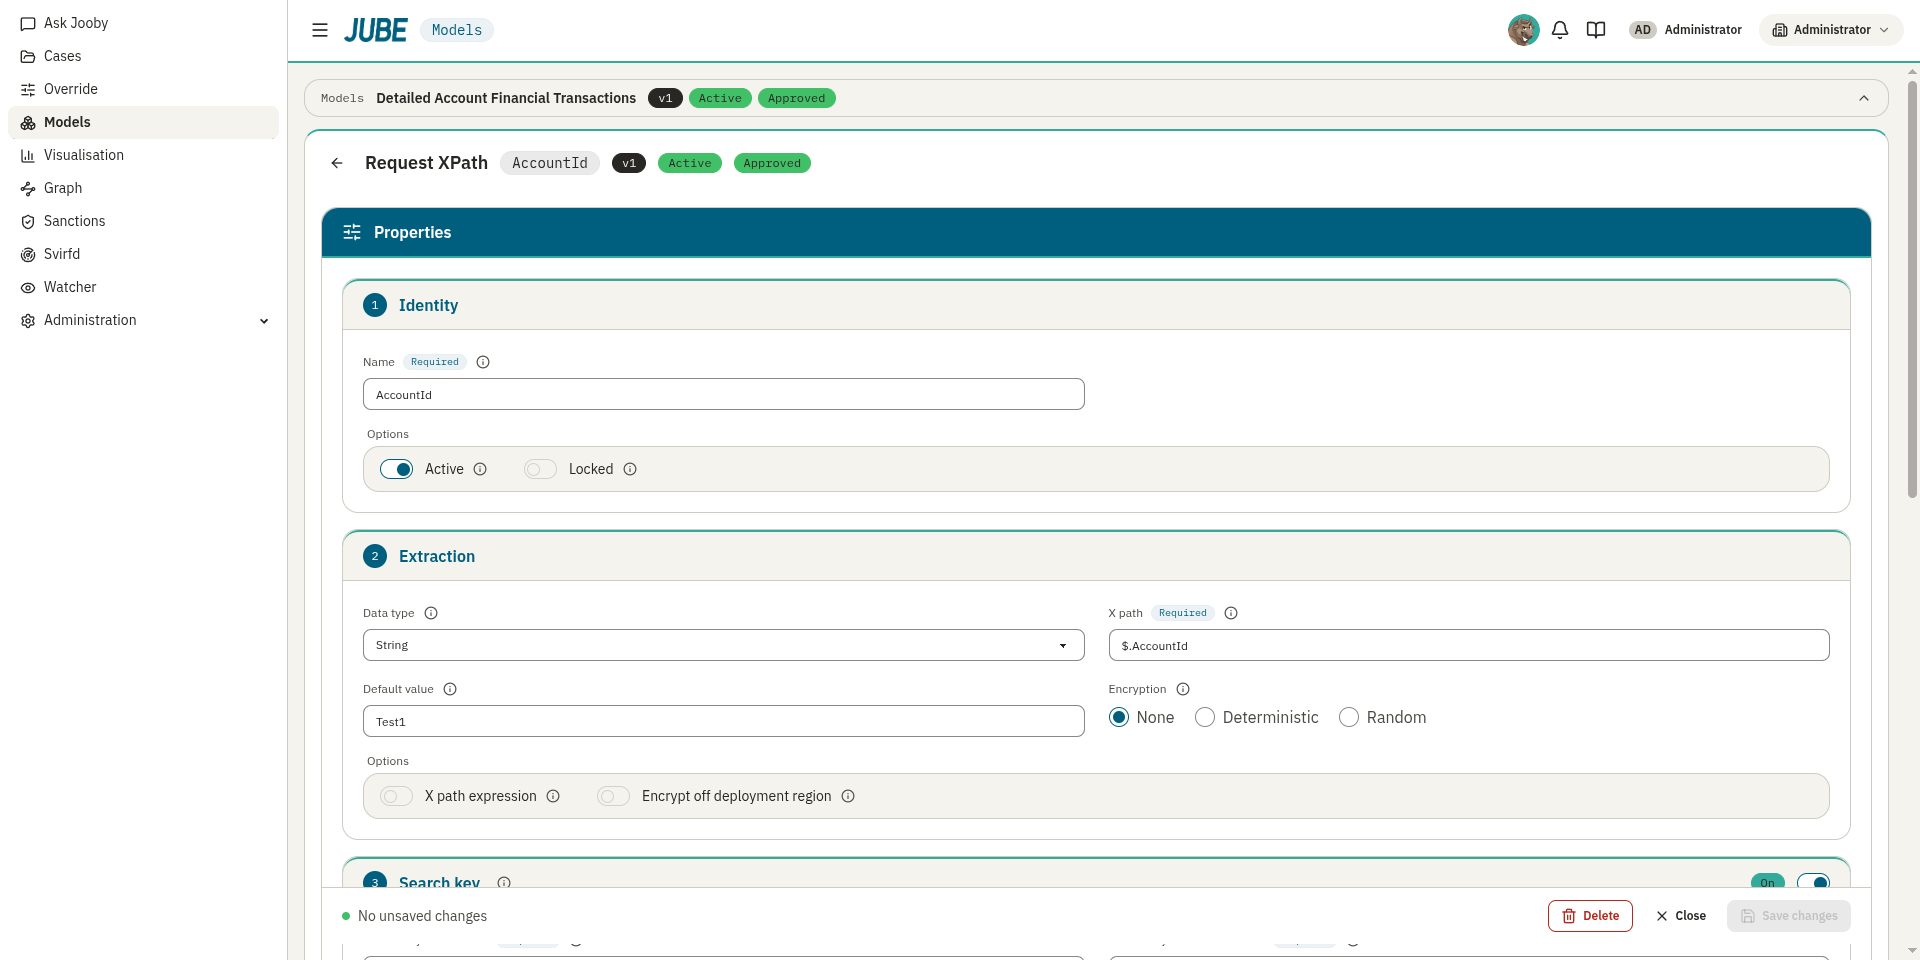 Ask Jooby
Cases
Override
Models
Visualisation
Graph
Sanctions
Svirfd
Watcher
Administration
JUBE
Models
AD Administrator
Administrator
Models Detailed Account Financial Transactions v1 Active Approved
Request XPath AccountId v1 Active Approved
Properties
1 Identity
Name Required
AccountId
Options
Active Locked
2 Extraction
Data type
String
X path Required
$.AccountId
Default value
Test1
Encryption
None Deterministic Random
Options
X path expression Encrypt off deployment region
3 Search key On
No unsaved changes
Delete Close Save changes